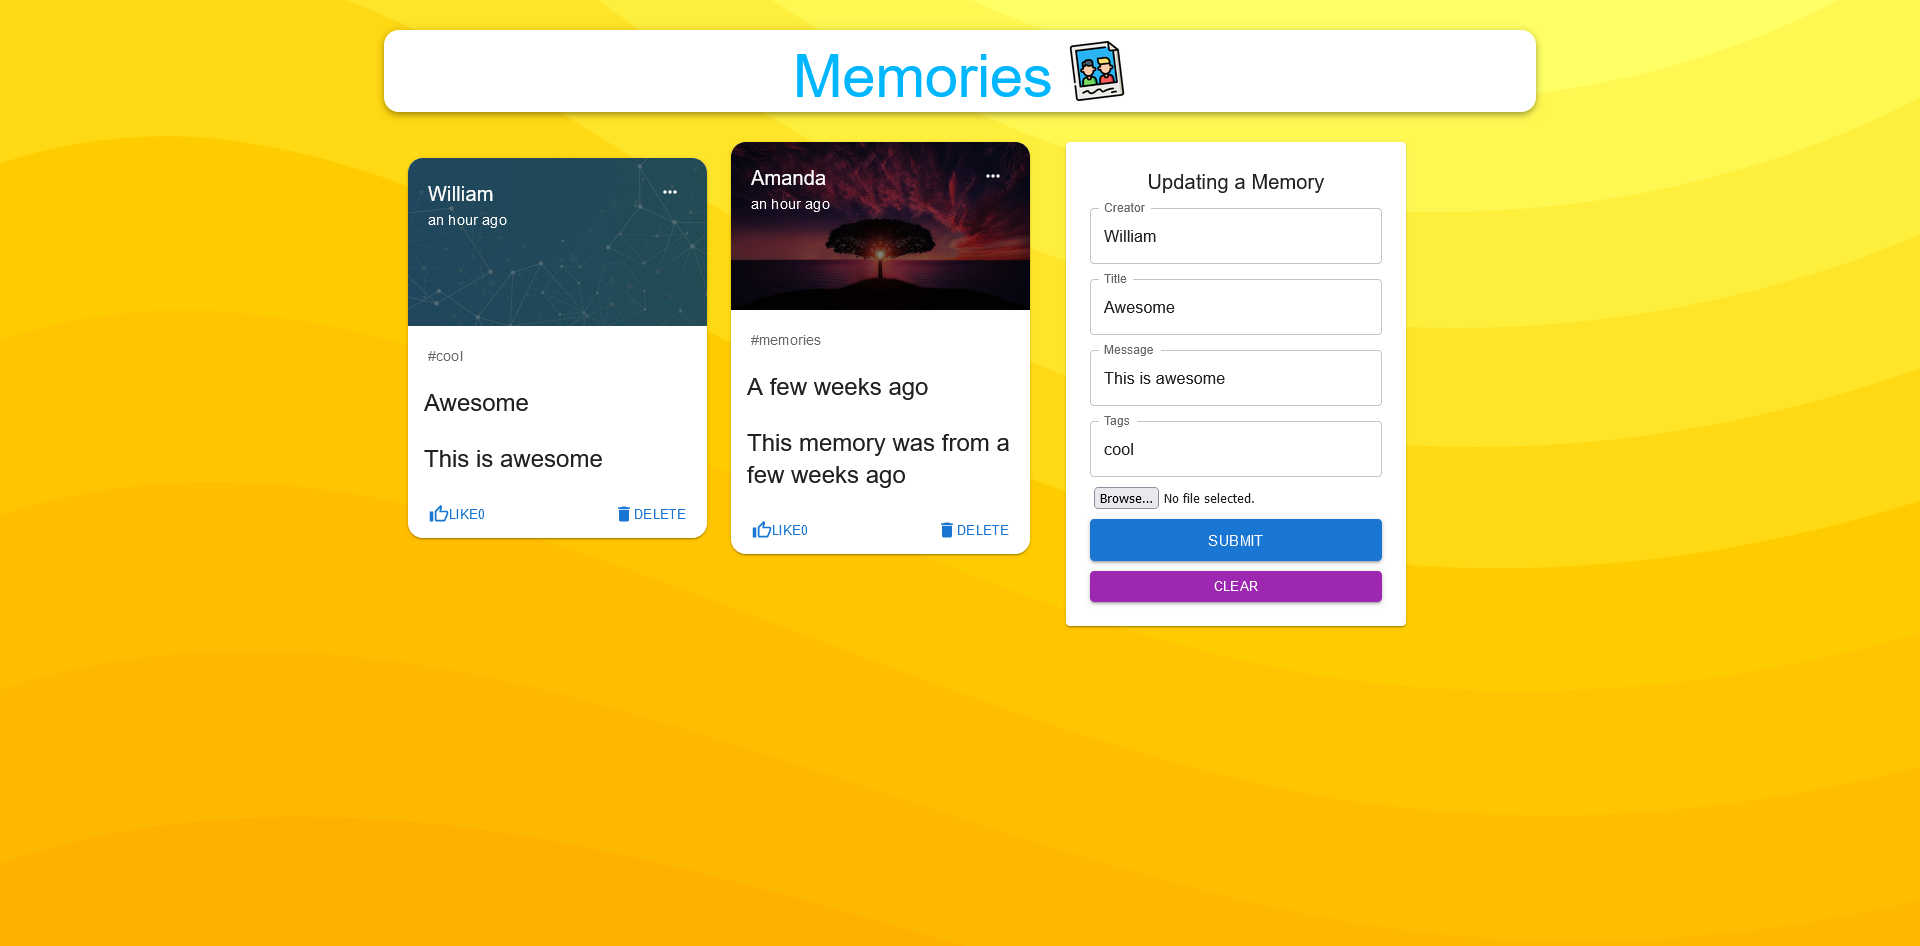 Memories
William
an hour ago
#cool
Awesome
This is awesome
LIKE0
DELETE
Amanda
an hour ago
#memories
A few weeks ago
This memory was from a
few weeks ago
LIKE0
DELETE
Updating a Memory
Creator
William
Title
Awesome
Message
This is awesome
Tags
cool
Browse... No file selected.
SUBMIT
CLEAR